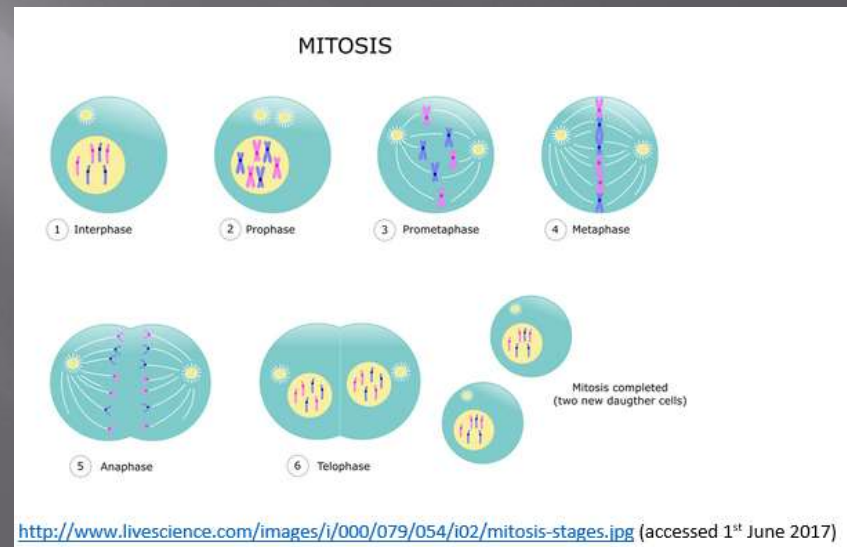 MITOSIS
1 Interphase
2 Prophase
3 Prometaphase
4 Metaphase
5 Anaphase
6 Telophase
Mitosis completed
(two new daugther cells)
http://www.livescience.com/images/i/000/079/054/i02/mitosis-stages.jpg (accessed 1st June 2017)